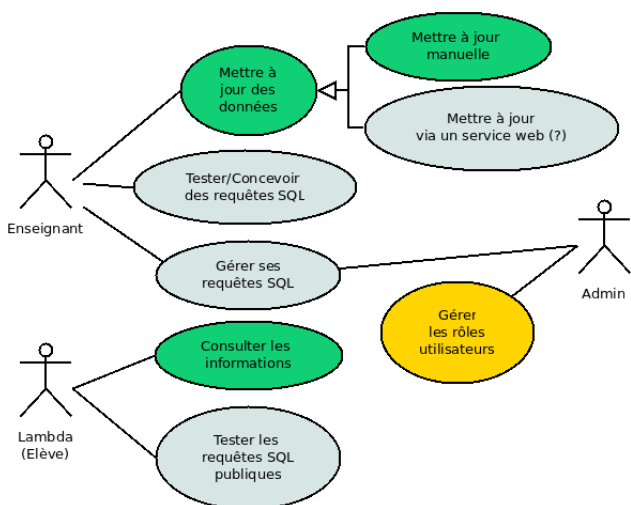 Mettre à jour
manuelle
Mettre à
jour des
données
Mettre à jour
via un service web (?)
Tester/Concevoir
des requêtes SQL
Enseignant
Gérer ses
requêtes SQL
Admin
Gérer
les rôles
utilisateurs
Consulter les
informations
Lambda
(Elève)
Tester les
requêtes SQL
publiques